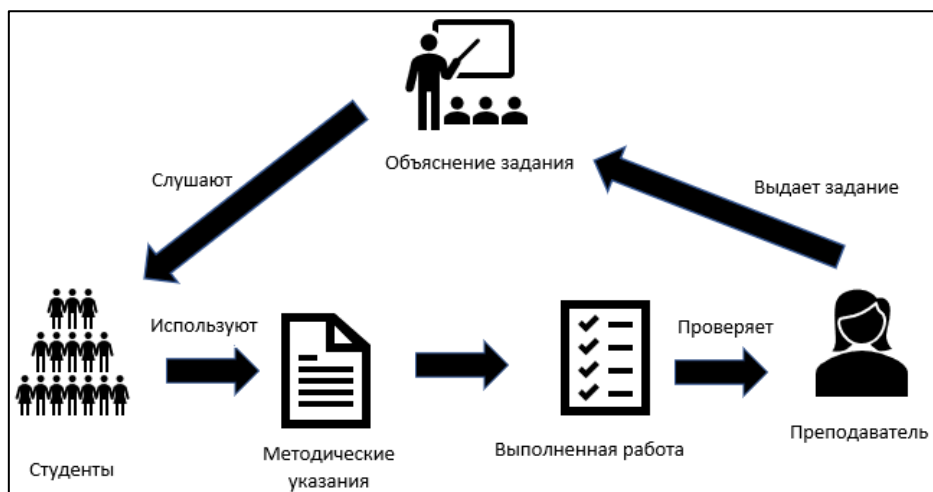 Объяснение задания
Слушают
Выдает задание
Используют
Проверяет
Студенты
Методические
указания
Выполненная работа
Преподаватель